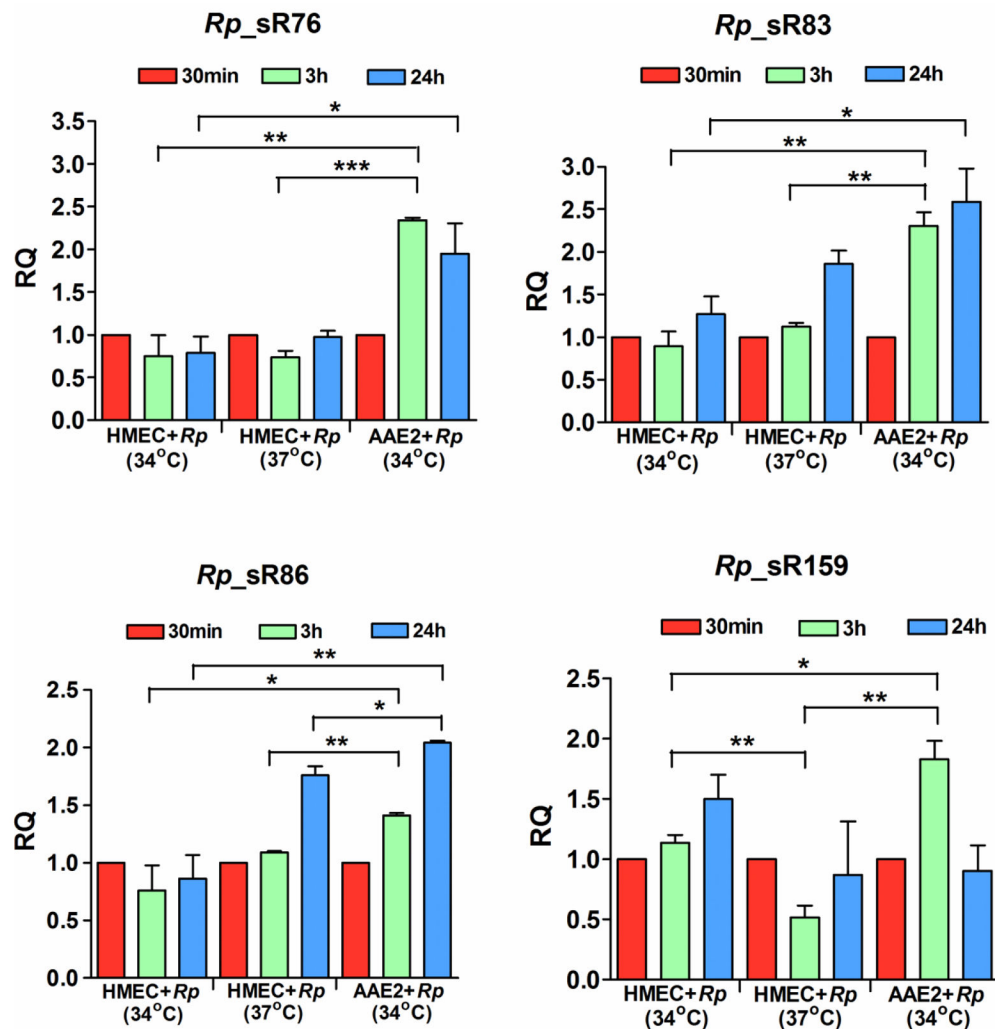 Rp_sR76
30min 3h 24h
*
**
***
3.5
3.0
2.5
2.0
1.5
1.0
0.5
0.0
RQ
HMEC+Rp HMEC+Rp AAE2+Rp
(34°C) (37°C) (34°C)
Rp_sR83
30min 3h 24h
*
**
**
3.0
2.5
2.0
1.5
1.0
0.5
0.0
RQ
HMEC+Rp HMEC+Rp AAE2+Rp
(34°C) (37°C) (34°C)
Rp_sR86
30min 3h 24h
**
*
*
**
2.5
2.0
1.5
1.0
0.5
0.0
RQ
HMEC+Rp HMEC+Rp AAE2+Rp
(34°C) (37°C) (34°C)
Rp_sR159
30min 3h 24h
*
**
**
2.5
2.0
1.5
1.0
0.5
0.0
RQ
HMEC+Rp HMEC+Rp AAE2+Rp
(34°C) (37°C) (34°C)